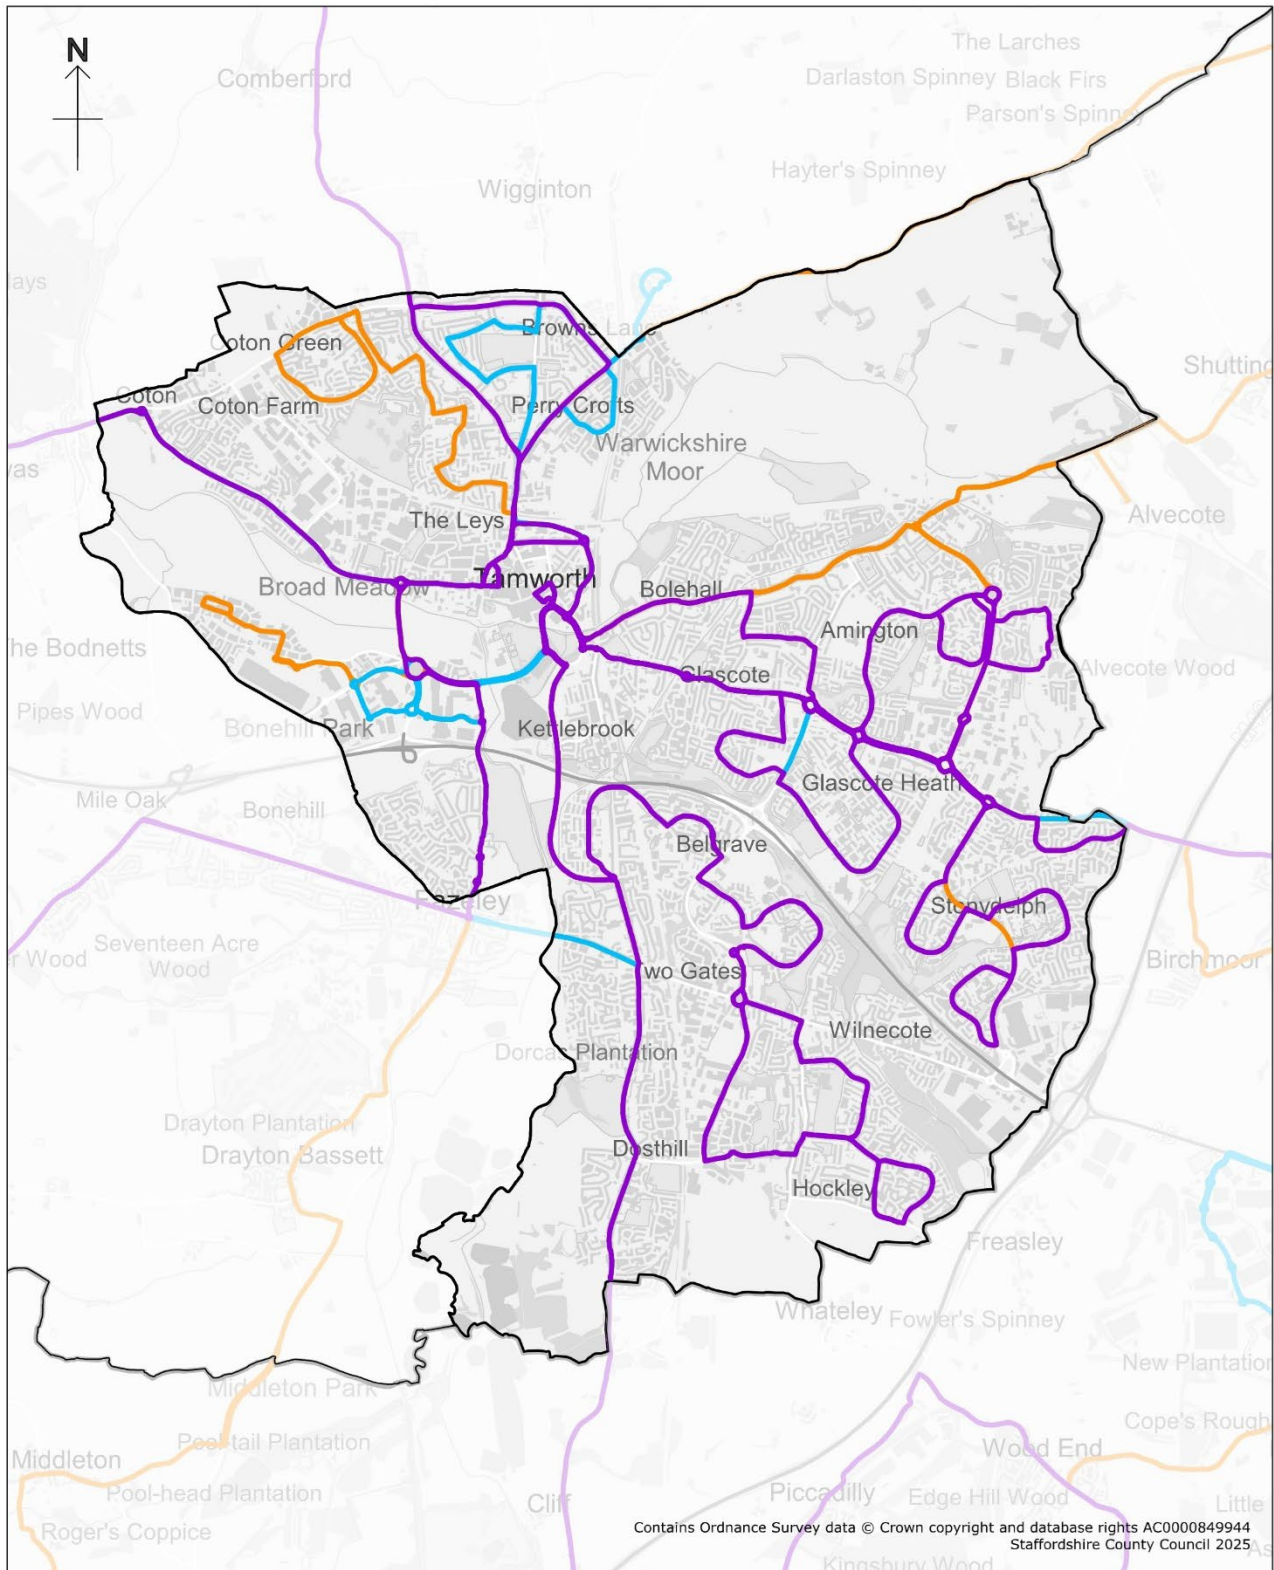 N
The Larches
Comberford
Darlaston Spinney
Black Firs
Parson's Spinney
Hayter's Spinney
Wigginton
Browns Lane
Coton Green
Shutting
Coton
Coton Farm
Perry Crofts
Warwickshire
Moor
The Leys
Alvecote
Tamworth
Broad Meadow
Bolehall
Amington
he Bodnetts
Glascote
Alvecote Wood
Pipes Wood
Bonehill Park
Kettlebrook
Glascote Heath
Mile Oak
Bonehill
Belgrave
Fazeley
Stonydelph
Seventeen Acre
Wood
r Wood
Birchmoor
wo Gates
Wilnecote
Dorcas Plantation
Drayton Plantation
Drayton Bassett
Dosthill
Hockley
Freasley
Whateley
Fowler's Spinney
New Plantation
Middleton Park
Cope's Rough
Pool-tail Plantation
Wood End
Middleton
Pool-head Plantation
Cliff
Piccadilly
Edge Hill Wood
Little
Roger's Coppice
Contains Ordnance Survey data © Crown copyright and database rights AC0000849944
Staffordshire County Council 2025
Kingsbury Wood